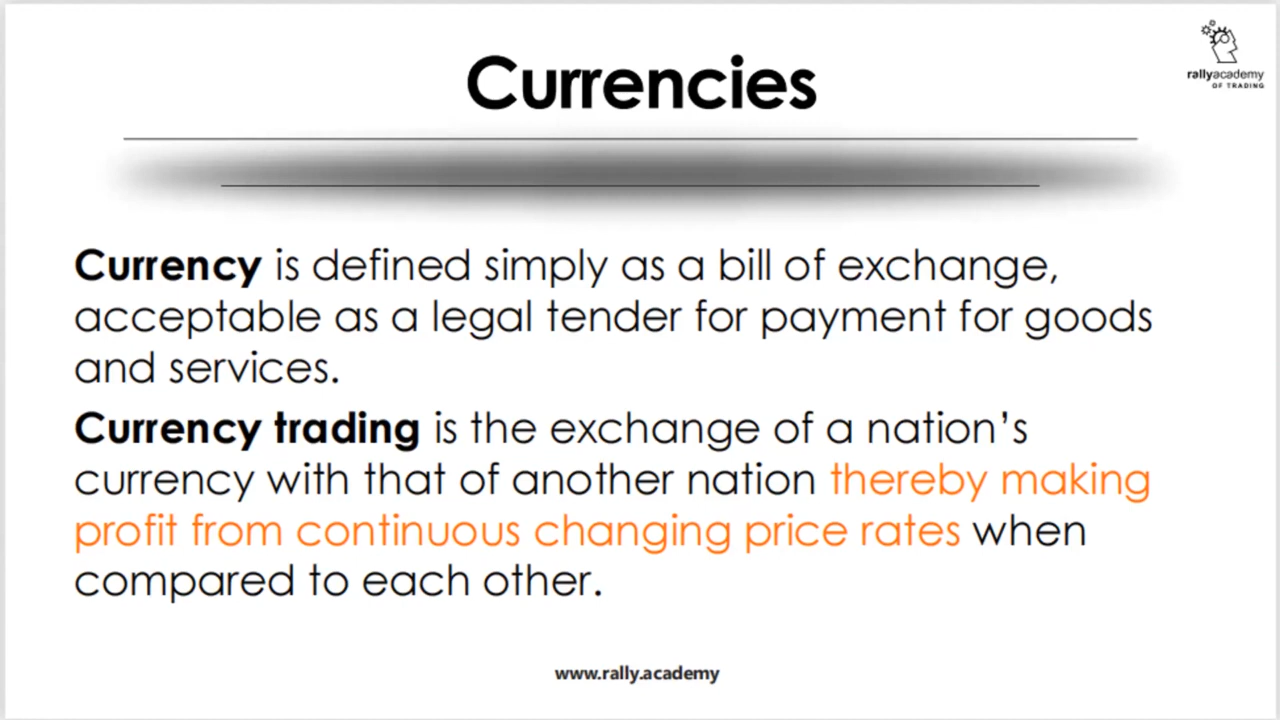 Currencies
rallyacademy
OF TRADING
Currency is defined simply as a bill of exchange,
acceptable as a legal tender for payment for goods
and services.
Currency trading is the exchange of a nation’s
currency with that of another nation thereby making
profit from continuous changing price rates when
compared to each other.
www.rally.academy